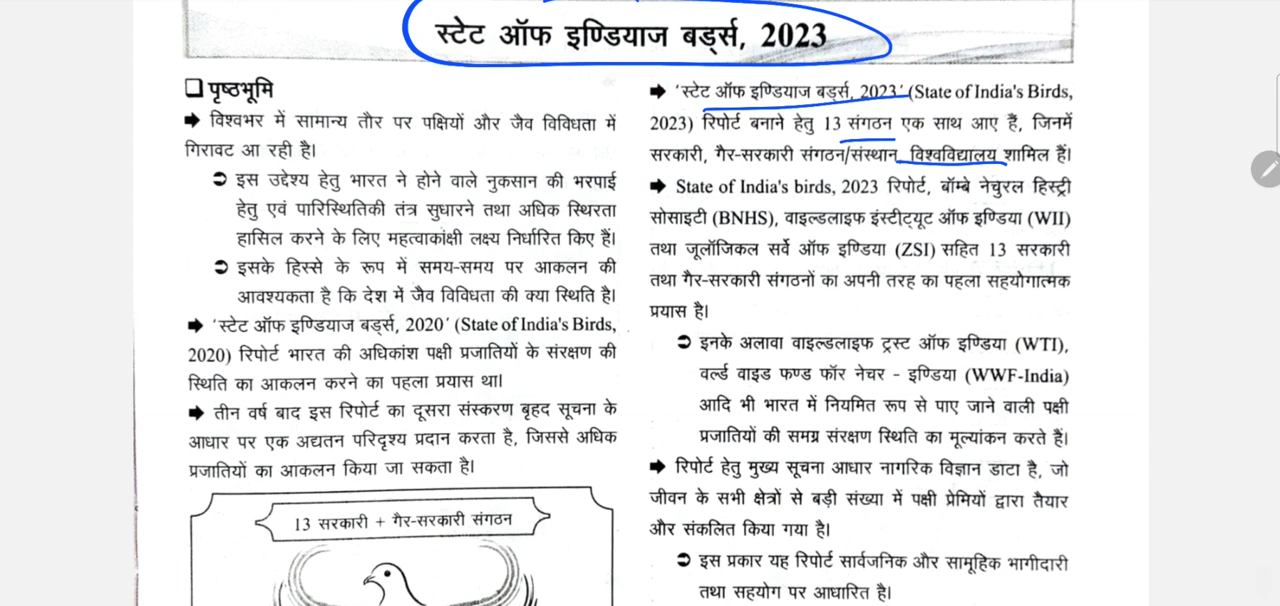 स्टेट ऑफ इण्डियाज बर्ड्स, 2023
पृष्ठभूमि
➡ विश्वभर में सामान्य तौर पर पक्षियों और जैव विविधता में
गिरावट आ रही है।
➲ इस उद्देश्य हेतु भारत ने होने वाले नुकसान की भरपाई
हेतु एवं पारिस्थितिकी तंत्र सुधारने तथा अधिक स्थिरता
हासिल करने के लिए महत्वाकांक्षी लक्ष्य निर्धारित किए हैं।
➲ इसके हिस्से के रूप में समय-समय पर आकलन की
आवश्यकता है कि देश में जैव विविधता की क्या स्थिति है।
➡ 'स्टेट ऑफ इण्डियाज बर्ड्स, 2020' (State of India's Birds,
2020) रिपोर्ट भारत की अधिकांश पक्षी प्रजातियों के संरक्षण की
स्थिति का आकलन करने का पहला प्रयास था।
➡ तीन वर्ष बाद इस रिपोर्ट का दूसरा संस्करण बृहद सूचना के
आधार पर एक अद्यतन परिदृश्य प्रदान करता है, जिससे अधिक
प्रजातियों का आकलन किया जा सकता है।
13 सरकारी + गैर-सरकारी संगठन
➡ 'स्टेट ऑफ इण्डियाज बर्ड्स, 2023' (State of India's Birds,
2023) रिपोर्ट बनाने हेतु 13 संगठन एक साथ आए हैं, जिनमें
सरकारी, गैर-सरकारी संगठन/संस्थान, विश्वविद्यालय शामिल हैं।
➡ State of India's birds, 2023 रिपोर्ट, बॉम्बे नेचुरल हिस्ट्री
सोसाइटी (BNHS), वाइल्डलाइफ इंस्टीट्यूट ऑफ इण्डिया (WII)
तथा जूलॉजिकल सर्वे ऑफ इण्डिया (ZSI) सहित 13 सरकारी
तथा गैर-सरकारी संगठनों का अपनी तरह का पहला सहयोगात्मक
प्रयास है।
➲ इनके अलावा वाइल्डलाइफ ट्रस्ट ऑफ इण्डिया (WTI),
वर्ल्ड वाइड फण्ड फॉर नेचर - इण्डिया (WWF-India)
आदि भी भारत में नियमित रूप से पाए जाने वाली पक्षी
प्रजातियों की समग्र संरक्षण स्थिति का मूल्यांकन करते हैं।
➡ रिपोर्ट हेतु मुख्य सूचना आधार नागरिक विज्ञान डाटा है, जो
जीवन के सभी क्षेत्रों से बड़ी संख्या में पक्षी प्रेमियों द्वारा तैयार
और संकलित किया गया है।
➲ इस प्रकार यह रिपोर्ट सार्वजनिक और सामूहिक भागीदारी
तथा सहयोग पर आधारित है।